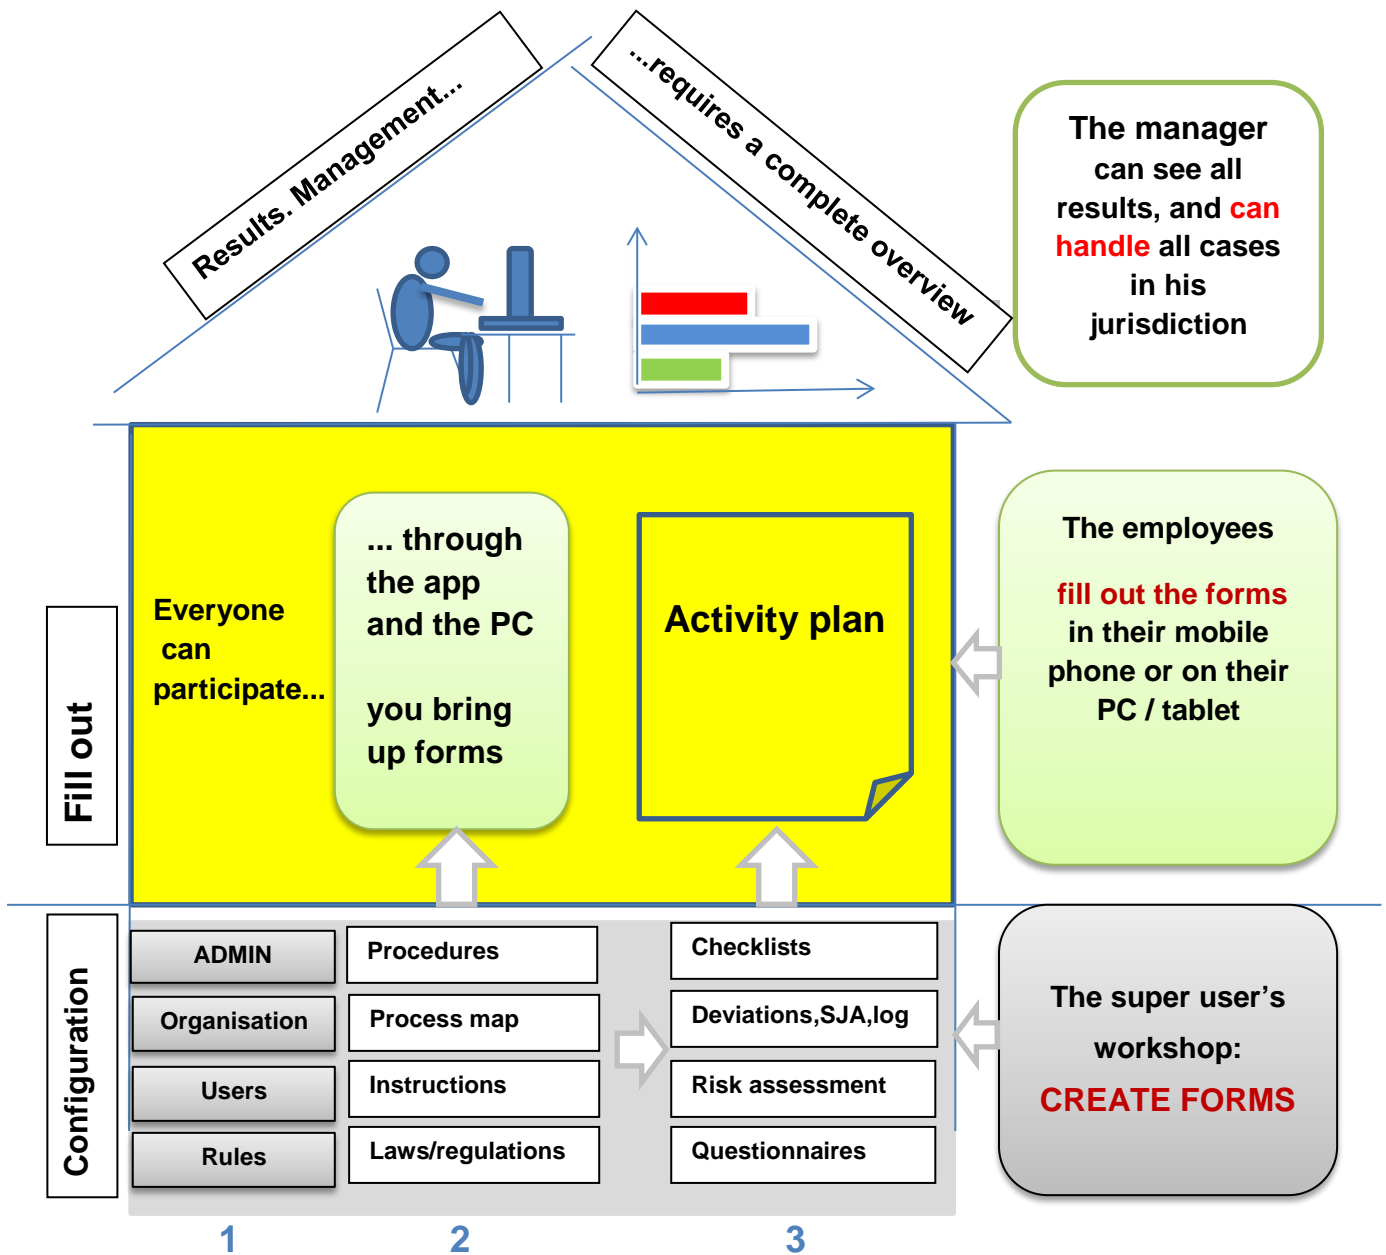 Results. Management...
...requires a complete overview
The manager
can see all
results, and can
handle all cases
in his
jurisdiction
Fill out
Everyone
can
participate...
... through
the app
and the PC
you bring
up forms
Activity plan
The employees
fill out the forms
in their mobile
phone or on their
PC / tablet
Configuration
ADMIN
Organisation
Users
Rules
Procedures
Process map
Instructions
Laws/regulations
Checklists
Deviations,SJA,log
Risk assessment
Questionnaires
The super user’s
workshop:
CREATE FORMS
1
2
3